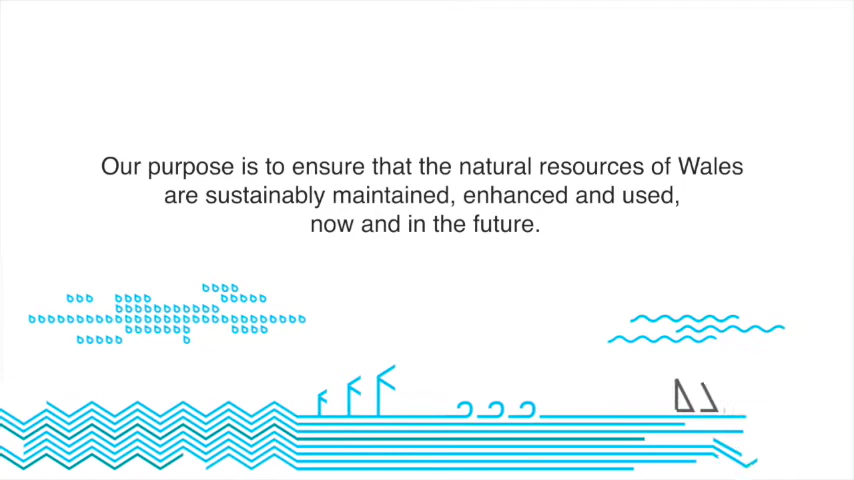 Our purpose is to ensure that the natural resources of Wales
are sustainably maintained, enhanced and used,
now and in the future.